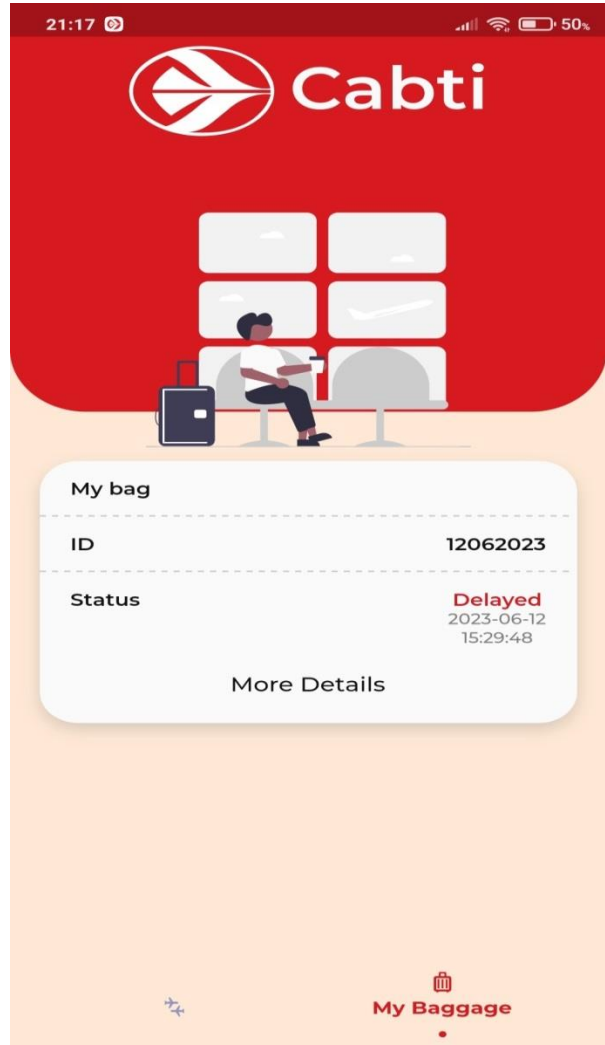 21:17 50%
Cabti
My bag
ID 12062023
Status Delayed
2023-06-12
15:29:48
More Details
My Baggage